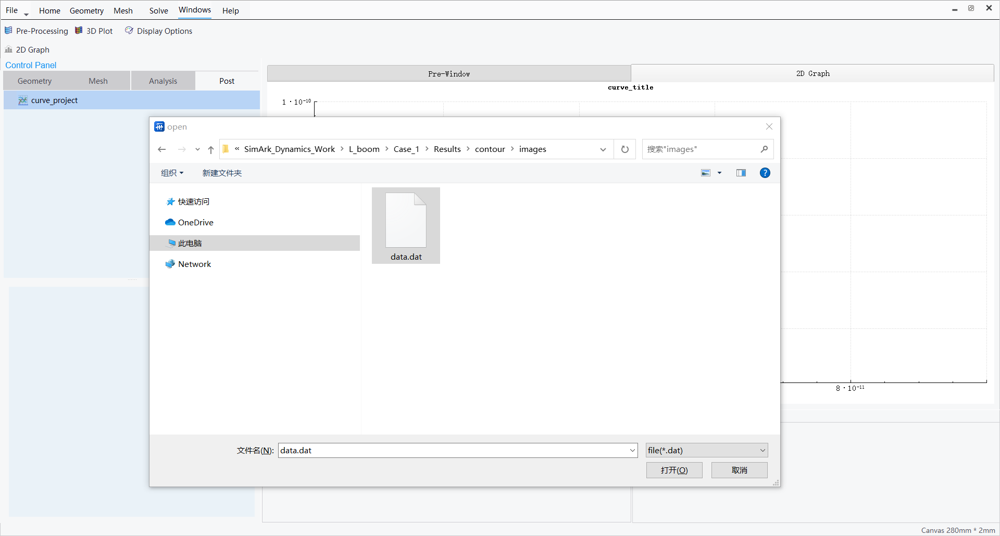 File Home Geometry Mesh Solve Windows Help
Pre-Processing 3D Plot Display Options
2D Graph
Control Panel
Geometry Mesh Analysis Post
curve_project
Pre-Window 2D Graph
curve_title
1·10⁻¹⁰
open
« SimArk_Dynamics_Work › L_boom › Case_1 › Results › contour › images
搜索"images"
组织 新建文件夹
快速访问
OneDrive
此电脑
Network
data.dat
8·10⁻¹¹
文件名(N): data.dat file(*.dat)
打开(O) 取消
Canvas 280mm * 2mm